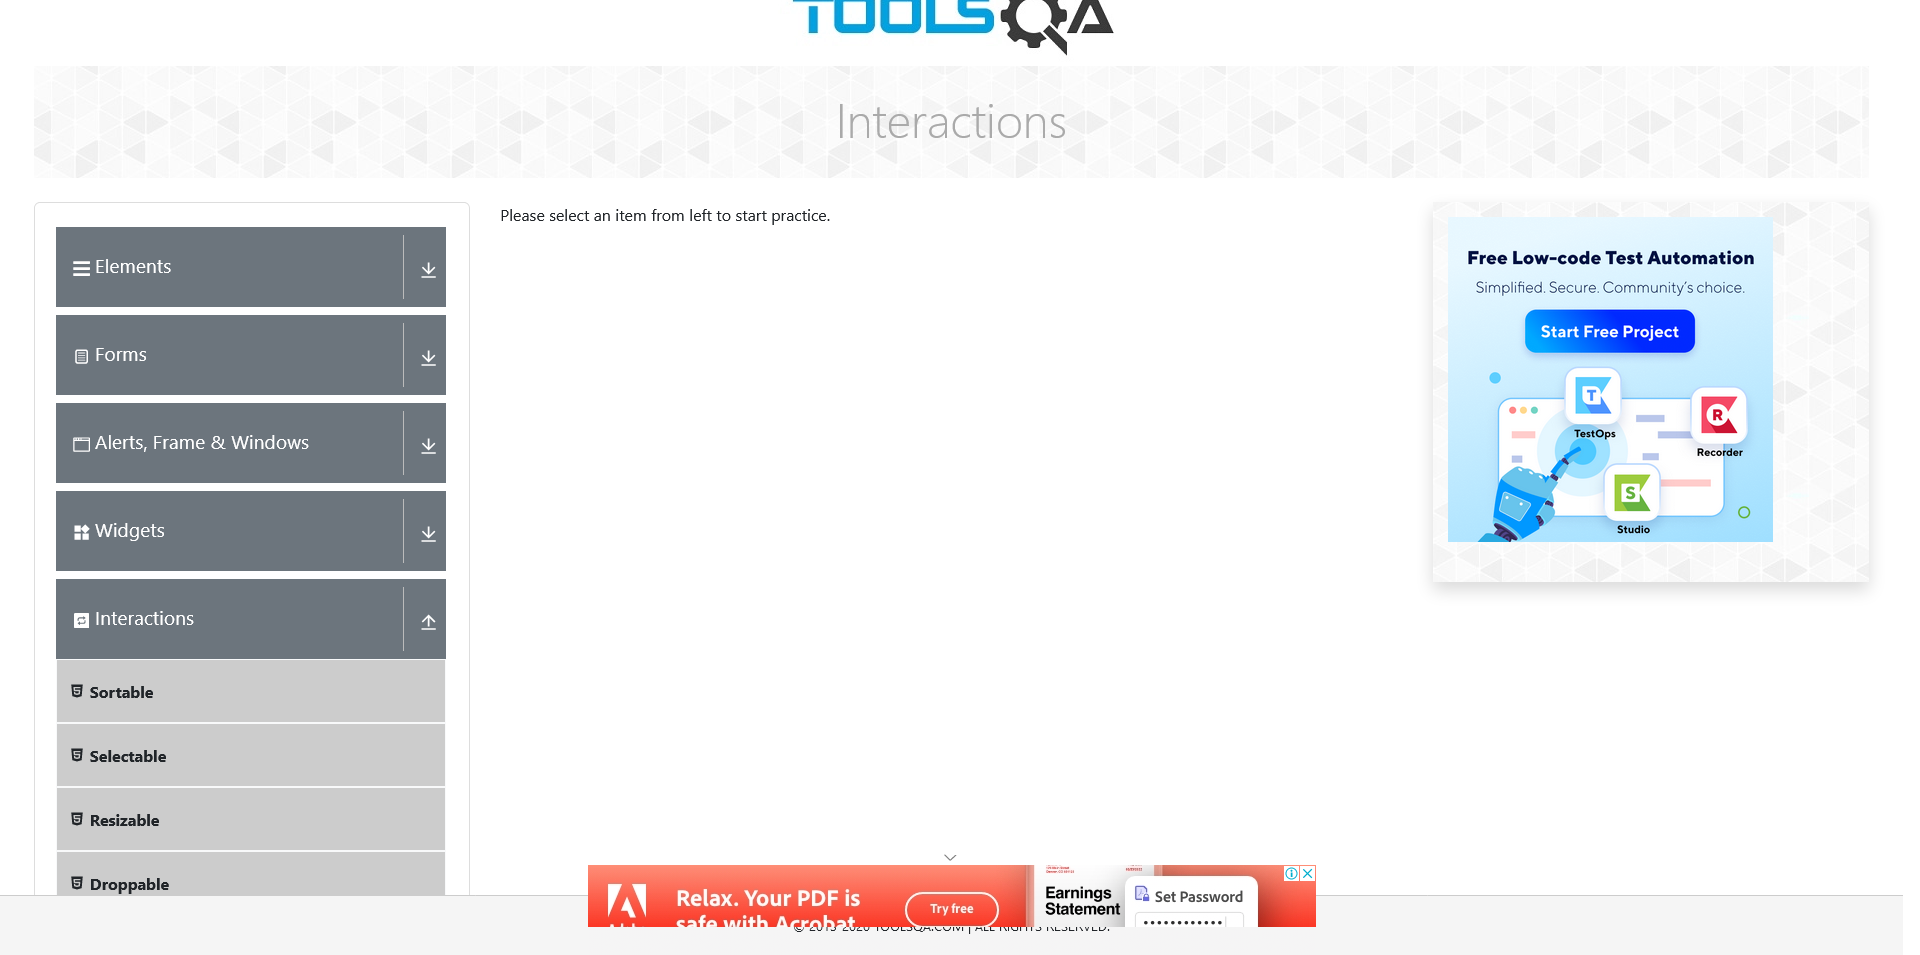 TOOLSQA
Interactions
Please select an item from left to start practice.
Elements
Forms
Alerts, Frame & Windows
Widgets
Interactions
Sortable
Selectable
Resizable
Droppable
Free Low-code Test Automation
Simplified. Secure. Community's choice.
Start Free Project
T
TestOps
R
Recorder
S
Studio
Relax. Your PDF is
safe with Acrobat
Try free
Earnings
Statement
Set Password
TOOLSQA.COM | ALL RIGHTS RESERVED.